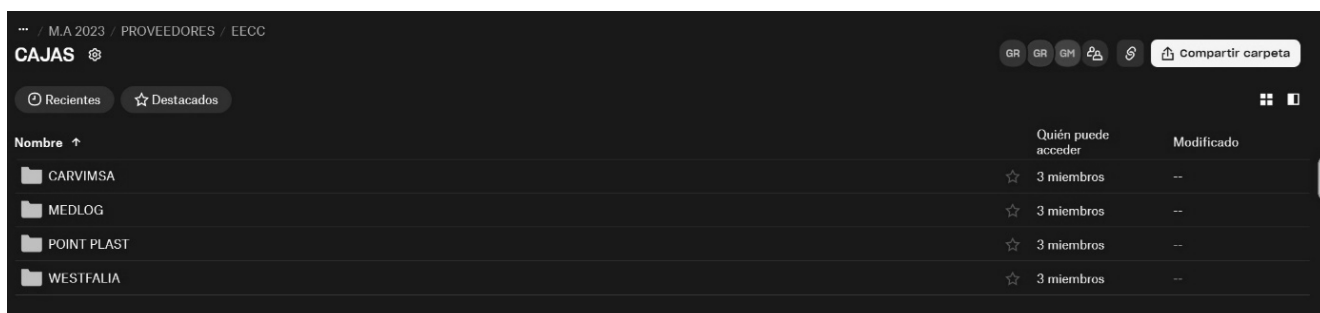 ... / M.A 2023 / PROVEEDORES / EECC
CAJAS
GR GR GM Compartir carpeta
Recientes Destacados
Nombre ↑ Quién puede acceder Modificado
CARVIMSA 3 miembros --
MEDLOG 3 miembros --
POINT PLAST 3 miembros --
WESTFALIA 3 miembros --